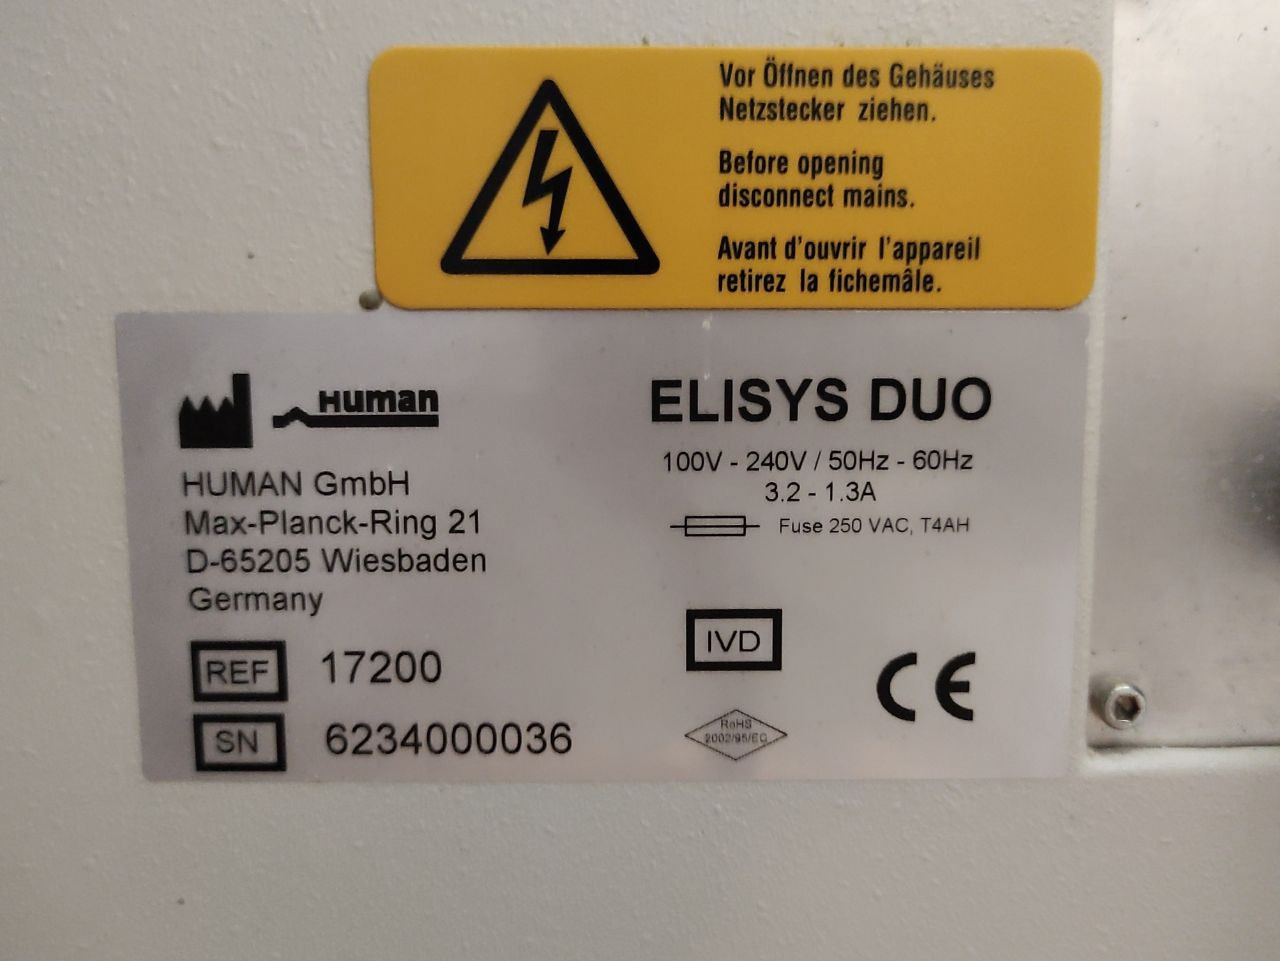 Vor Öffnen des Gehäuses
Netzstecker ziehen.
Before opening
disconnect mains.
Avant d'ouvrir l'appareil
retirez la fichemâle.
Human
HUMAN GmbH
Max-Planck-Ring 21
D-65205 Wiesbaden
Germany
REF 17200
SN 6234000036
ELISYS DUO
100V - 240V / 50Hz - 60Hz
3.2 - 1.3A
Fuse 250 VAC, T4AH
IVD
CE
RoHS
2002/95/EC